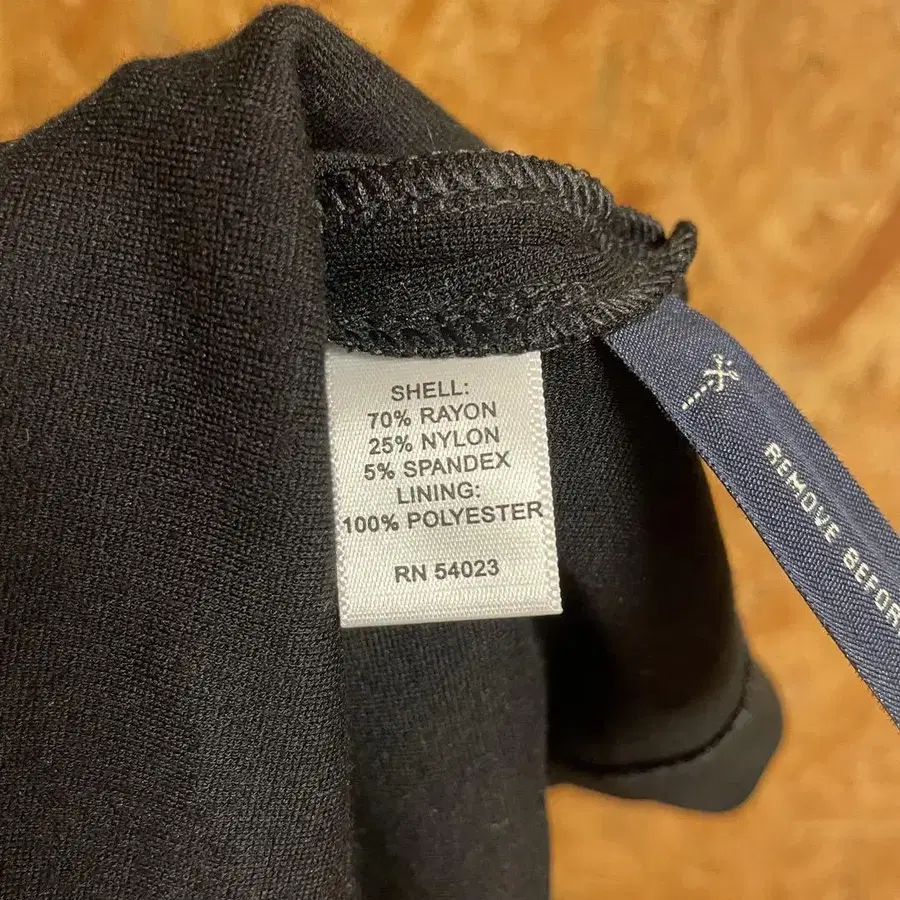 SHELL:
70% RAYON
25% NYLON
5% SPANDEX
LINING:
100% POLYESTER
RN 54023
REMOVE BEFOR